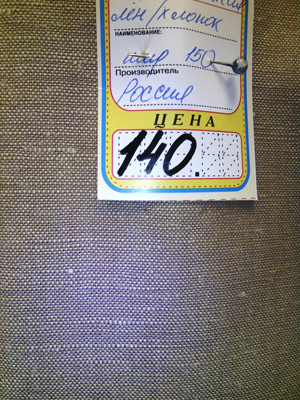 лён/хлопок
НАИМЕНОВАНИЕ:
шир 150
Производитель
Россия
ЦЕНА
140.